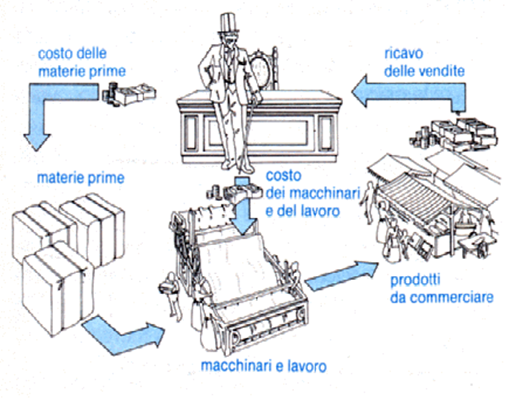 costo delle
materie prime
ricavo
delle vendite
materie prime
costo
dei macchinari
e del lavoro
prodotti
da commerciare
macchinari e lavoro